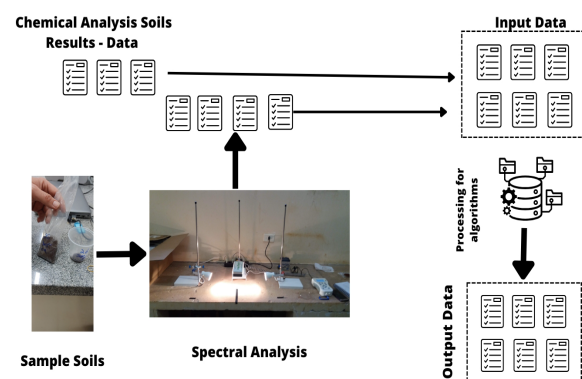 Chemical Analysis Soils
Results - Data
Input Data
Processing for
algorithms
Output Data
Sample Soils
Spectral Analysis